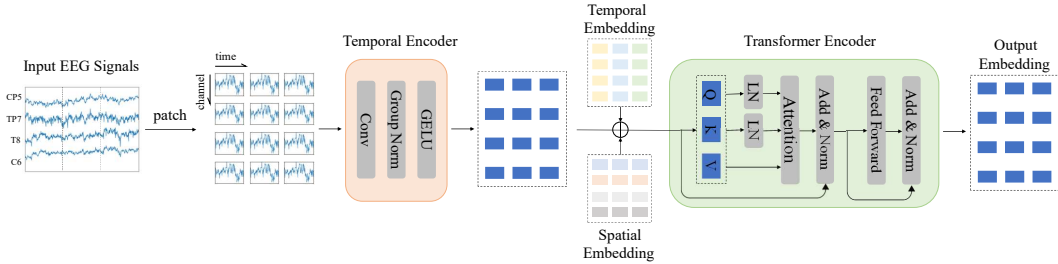 Input EEG Signals
CP5
TP7
T8
C6
patch
time
channel
Temporal Encoder
Conv
Group Norm
GELU
Temporal
Embedding
Spatial
Embedding
Transformer Encoder
Q
K
V
LN
LN
Attention
Add & Norm
Feed Forward
Add & Norm
Output
Embedding